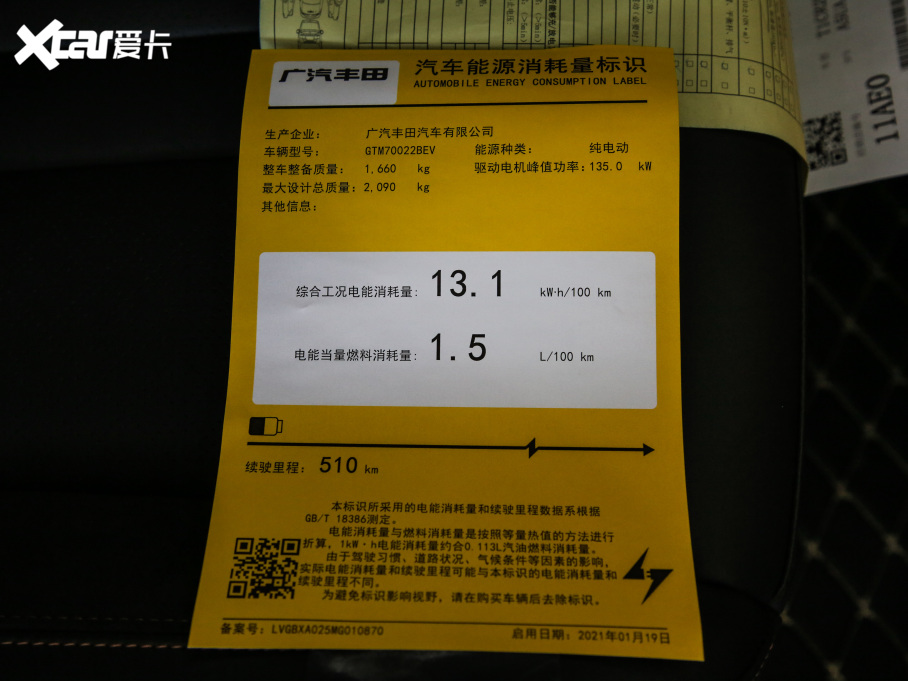 xcar爱卡
11AE0
广汽丰田
汽车能源消耗量标识
AUTOMOBILE ENERGY CONSUMPTION LABEL
生产企业： 广汽丰田汽车有限公司
车辆型号： GTM70022BEV 能源种类： 纯电动
整车整备质量： 1,660 kg 驱动电机峰值功率：135.0 kW
最大设计总质量：2,090 kg
其他信息：
综合工况电能消耗量： 13.1 kW·h/100 km
电能当量燃料消耗量： 1.5 L/100 km
续驶里程： 510 km
本标识所采用的电能消耗量和续驶里程数据系根据
GB/T 18386测定。
电能消耗量与燃料消耗量是按照等量热值的方法进行
折算，1kW·h电能消耗量约合0.113L汽油燃料消耗量。
由于驾驶习惯、道路状况、气候条件等因素的影响，
实际电能消耗量和续驶里程可能与本标识的电能消耗量和
续驶里程不同。
为避免标识影响视野，请在购买车辆后去除标识。
备案号：LVGBXA025MG010870 启用日期：2021年01月19日